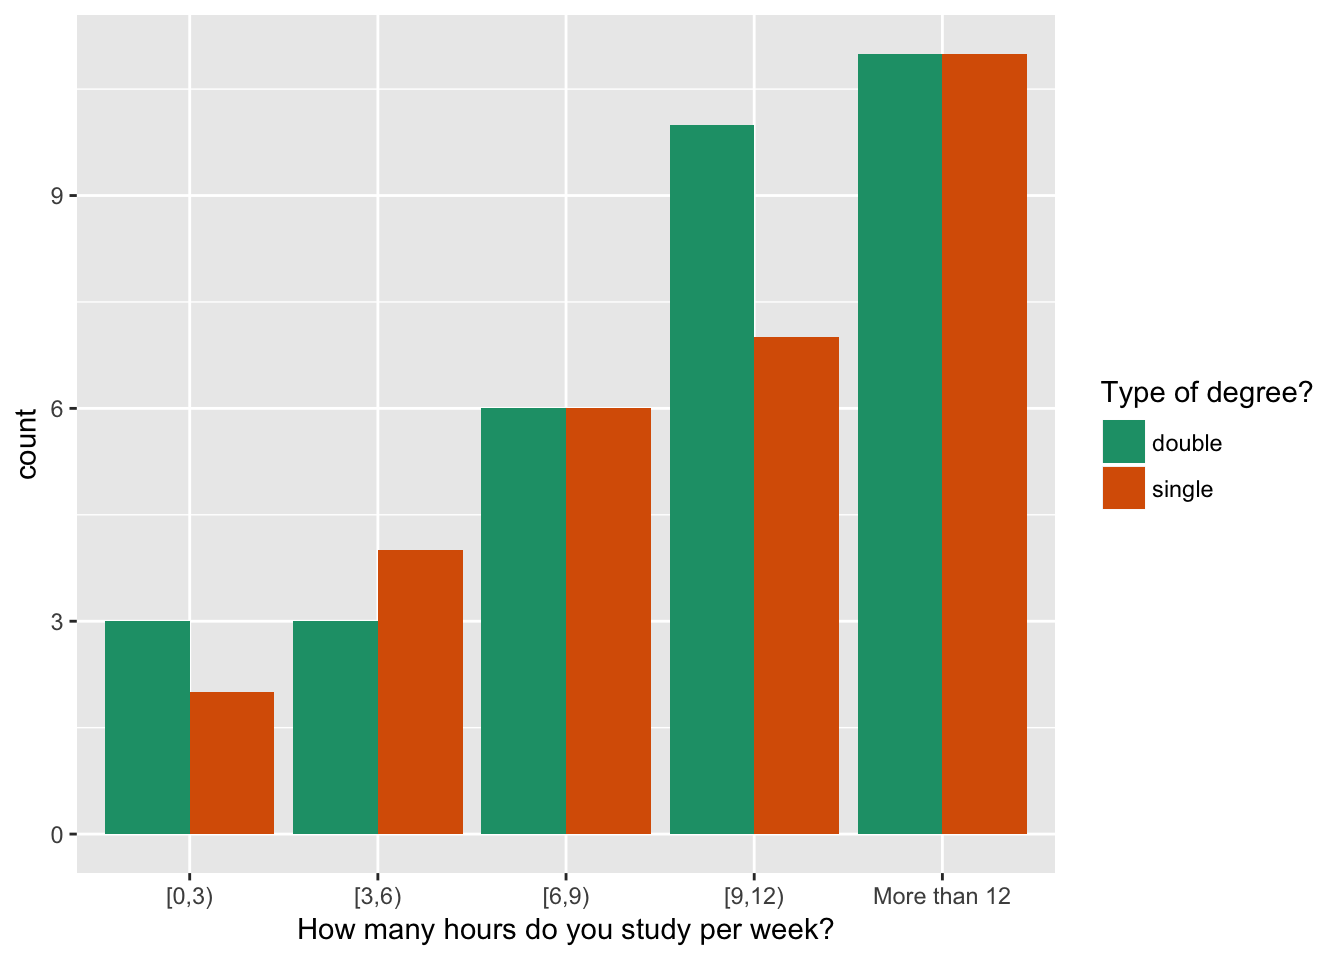 count
9
6
3
0
[0,3)
[3,6)
[6,9)
[9,12)
More than 12
How many hours do you study per week?
Type of degree?
double
single